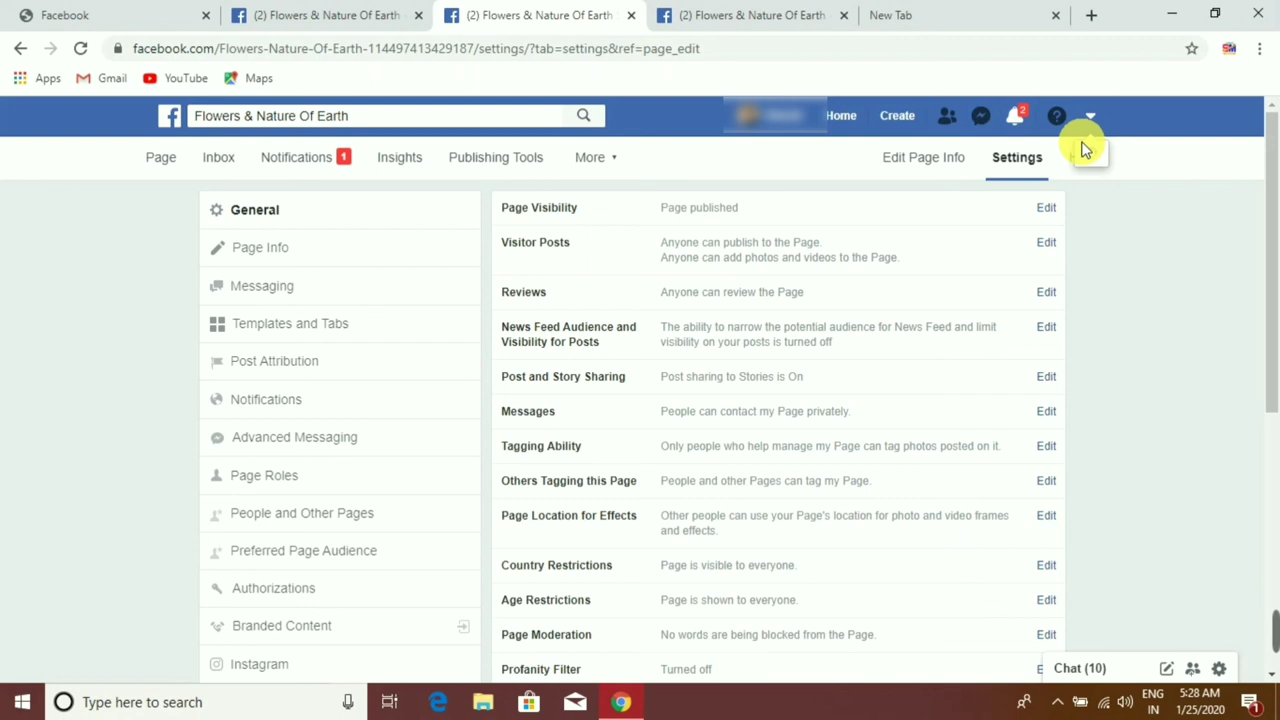 Facebook
(2) Flowers & Nature Of Earth
(2) Flowers & Nature Of Earth
(2) Flowers & Nature Of Earth
New Tab
facebook.com/Flowers-Nature-Of-Earth-114497413429187/settings/?tab=settings&ref=page_edit
Apps
Gmail
YouTube
Maps
Flowers & Nature Of Earth
Home
Create
2
Page
Inbox
Notifications 1
Insights
Publishing Tools
More
Edit Page Info
Settings
General
Page Info
Messaging
Templates and Tabs
Post Attribution
Notifications
Advanced Messaging
Page Roles
People and Other Pages
Preferred Page Audience
Authorizations
Branded Content
Instagram
Page Visibility Page published Edit
Visitor Posts Anyone can publish to the Page. Edit
Anyone can add photos and videos to the Page.
Reviews Anyone can review the Page Edit
News Feed Audience and The ability to narrow the potential audience for News Feed and limit Edit
Visibility for Posts visibility on your posts is turned off
Post and Story Sharing Post sharing to Stories is On Edit
Messages People can contact my Page privately. Edit
Tagging Ability Only people who help manage my Page can tag photos posted on it. Edit
Others Tagging this Page People and other Pages can tag my Page. Edit
Page Location for Effects Other people can use your Page's location for photo and video frames Edit
and effects.
Country Restrictions Page is visible to everyone. Edit
Age Restrictions Page is shown to everyone. Edit
Page Moderation No words are being blocked from the Page. Edit
Profanity Filter Turned off
Chat (10)
Type here to search
ENG
IN
5:28 AM
1/25/2020
1